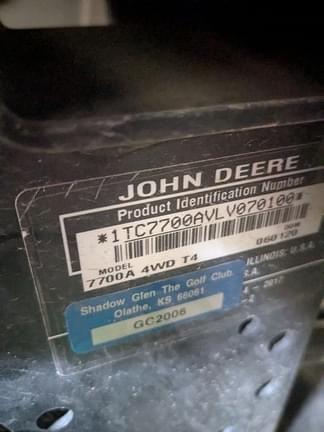 JOHN DEERE
Product Identification Number
*1TC7700AVLV070100*
MODEL
7700A 4WD T4
060120
ILLINOIS, U.S.A.
Shadow Glen The Golf Club
Olathe, KS 66061
GC2006